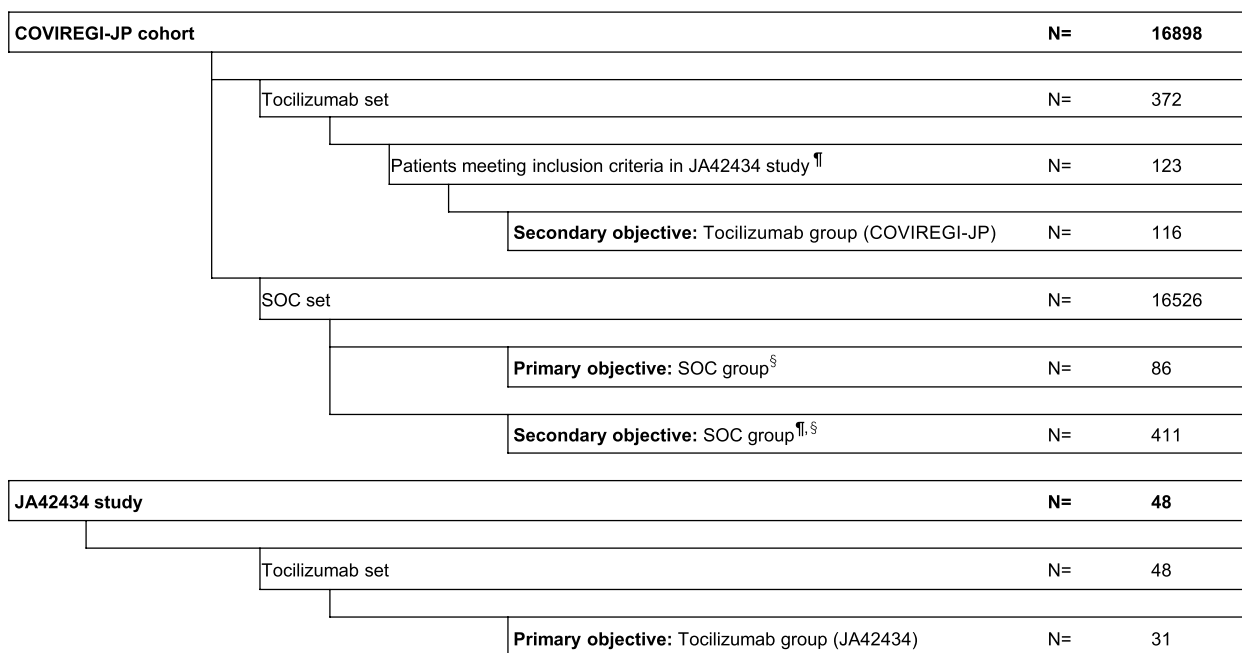 COVIREGI-JP cohort N= 16898
Tocilizumab set N= 372
Patients meeting inclusion criteria in JA42434 study ¶ N= 123
Secondary objective: Tocilizumab group (COVIREGI-JP) N= 116
SOC set N= 16526
Primary objective: SOC group§ N= 86
Secondary objective: SOC group¶,§ N= 411
JA42434 study N= 48
Tocilizumab set N= 48
Primary objective: Tocilizumab group (JA42434) N= 31